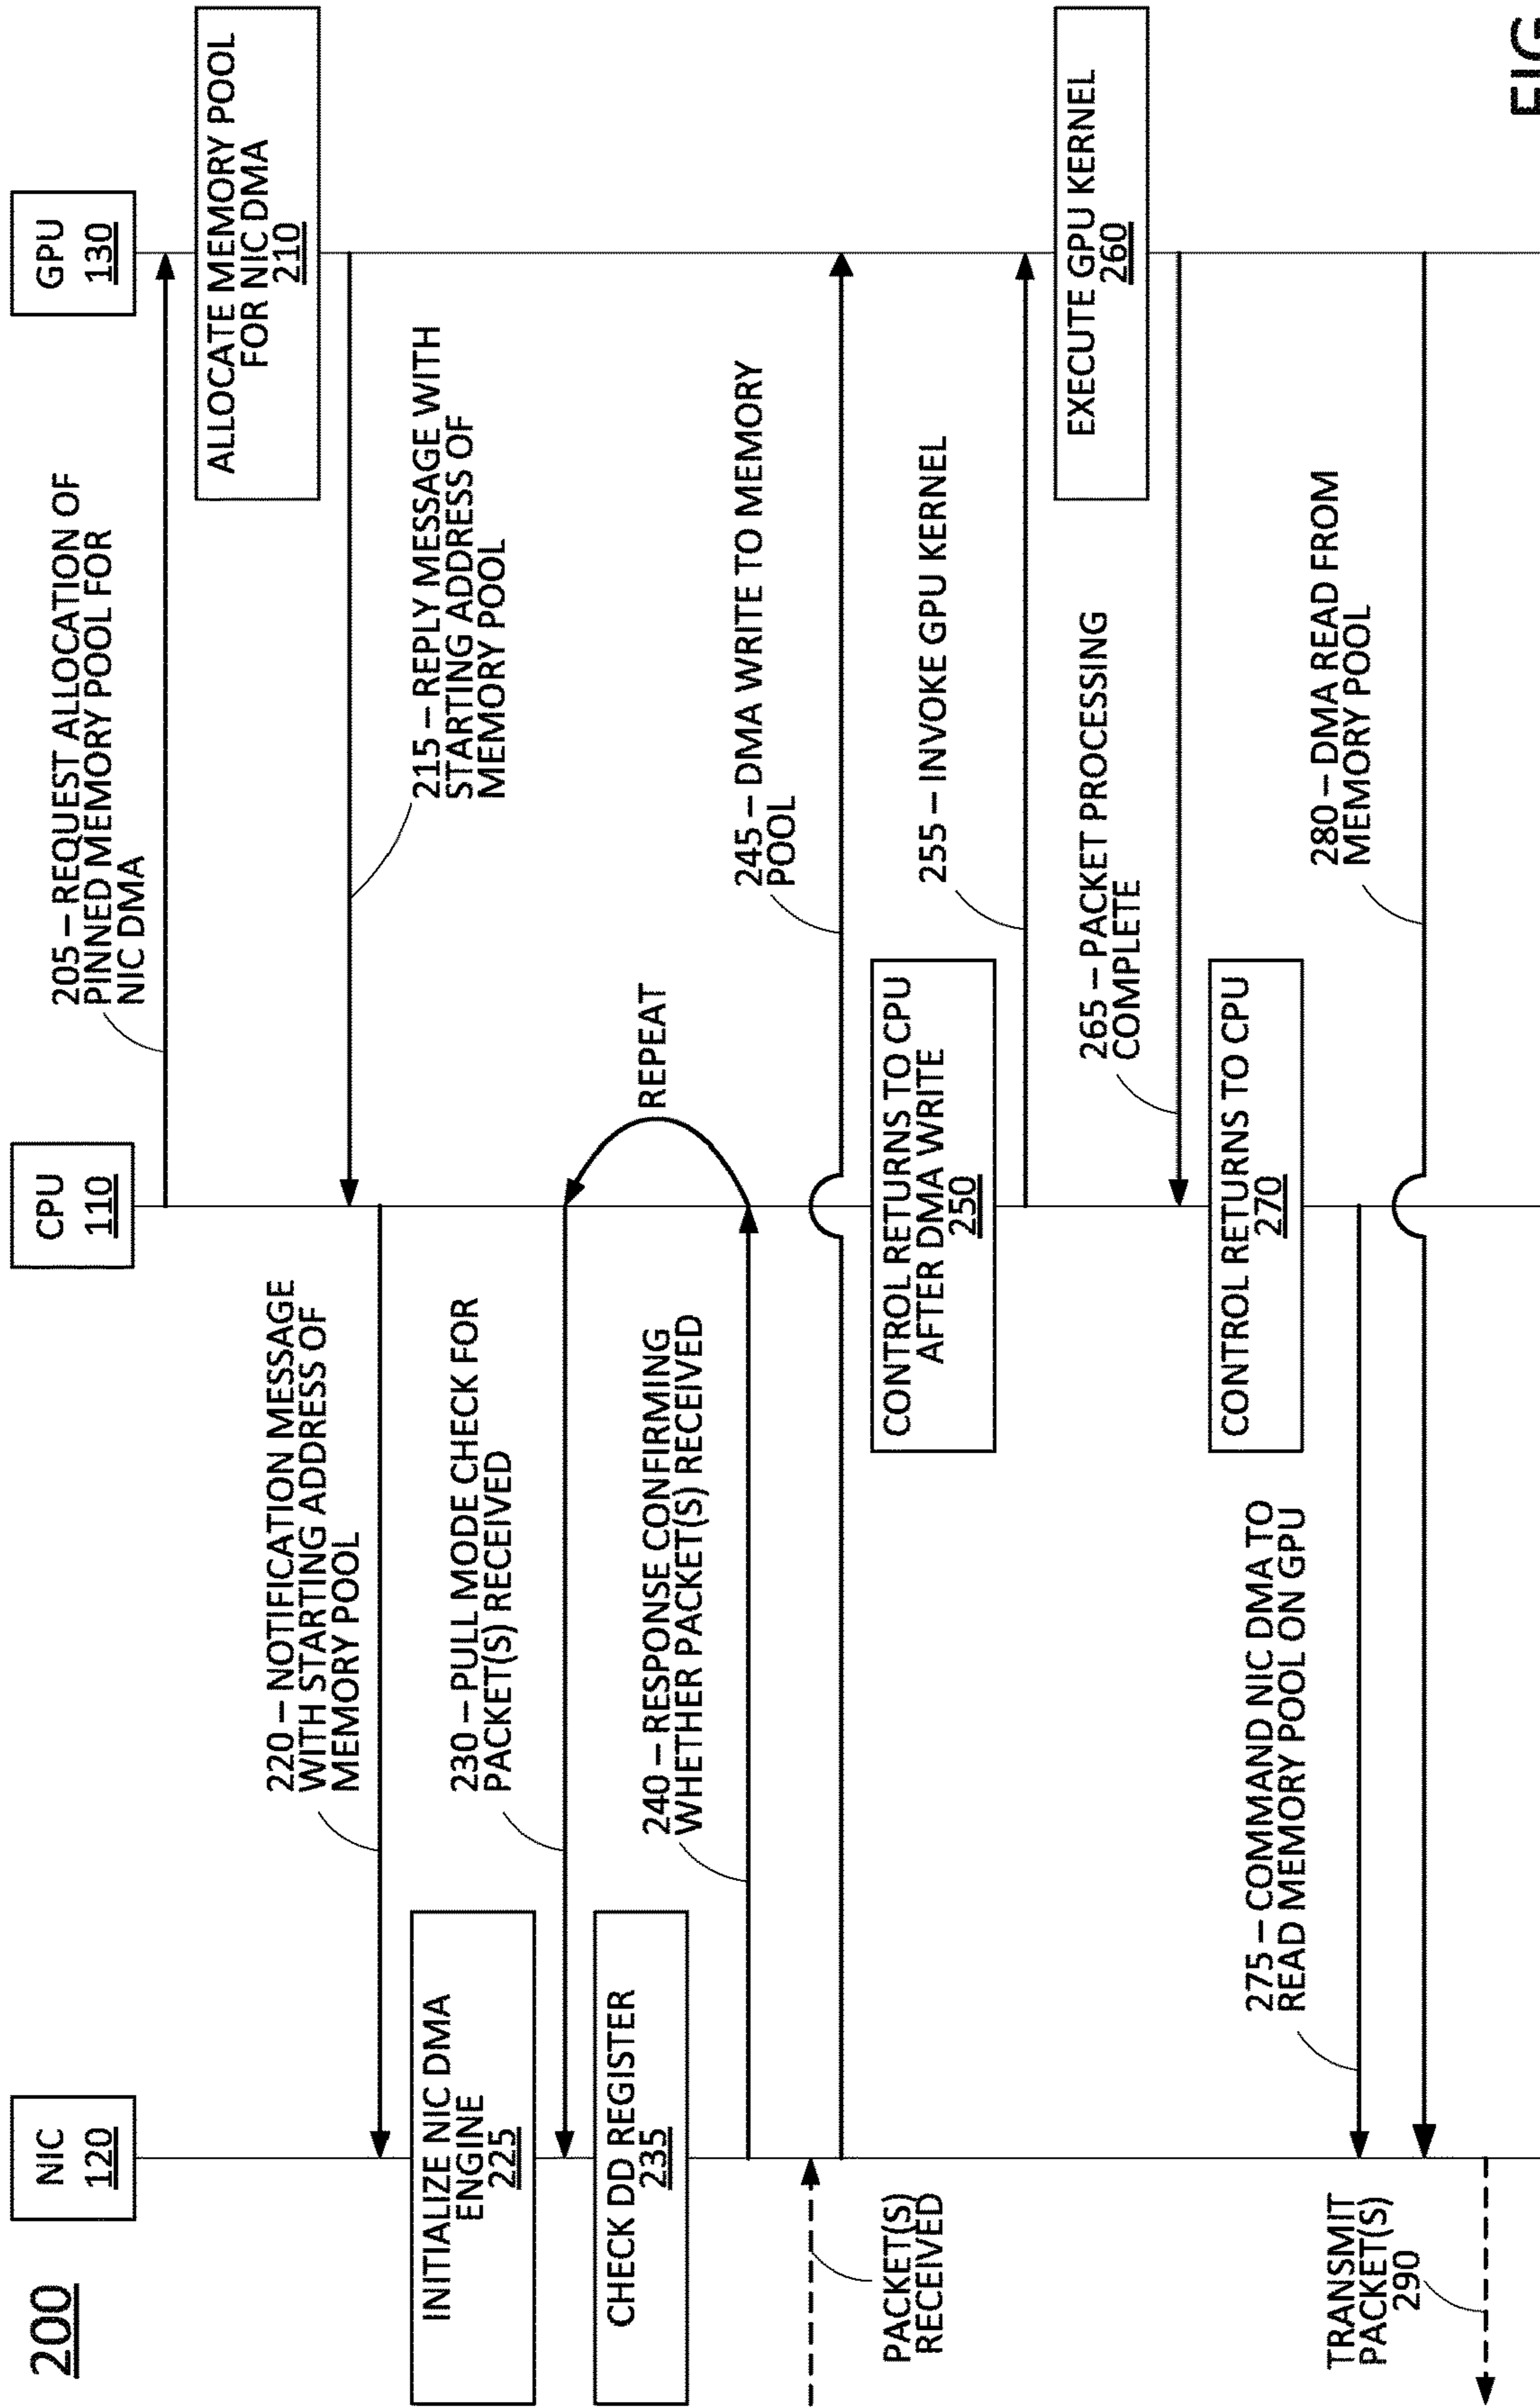 200
NIC
120
CPU
110
GPU
130
205 – REQUEST ALLOCATION OF
PINNED MEMORY POOL FOR
NIC DMA
ALLOCATE MEMORY POOL
FOR NIC DMA
210
215 – REPLY MESSAGE WITH
STARTING ADDRESS OF
MEMORY POOL
220 – NOTIFICATION MESSAGE
WITH STARTING ADDRESS OF
MEMORY POOL
INITIALIZE NIC DMA
ENGINE
225
230 – PULL MODE CHECK FOR
PACKET(S) RECEIVED
CHECK DD REGISTER
235
REPEAT
240 – RESPONSE CONFIRMING
WHETHER PACKET(S) RECEIVED
PACKET(S)
RECEIVED
245 – DMA WRITE TO MEMORY
POOL
CONTROL RETURNS TO CPU
AFTER DMA WRITE
250
255 – INVOKE GPU KERNEL
EXECUTE GPU KERNEL
260
265 – PACKET PROCESSING
COMPLETE
CONTROL RETURNS TO CPU
270
275 – COMMAND NIC DMA TO
READ MEMORY POOL ON GPU
280 – DMA READ FROM
MEMORY POOL
TRANSMIT
PACKET(S)
290